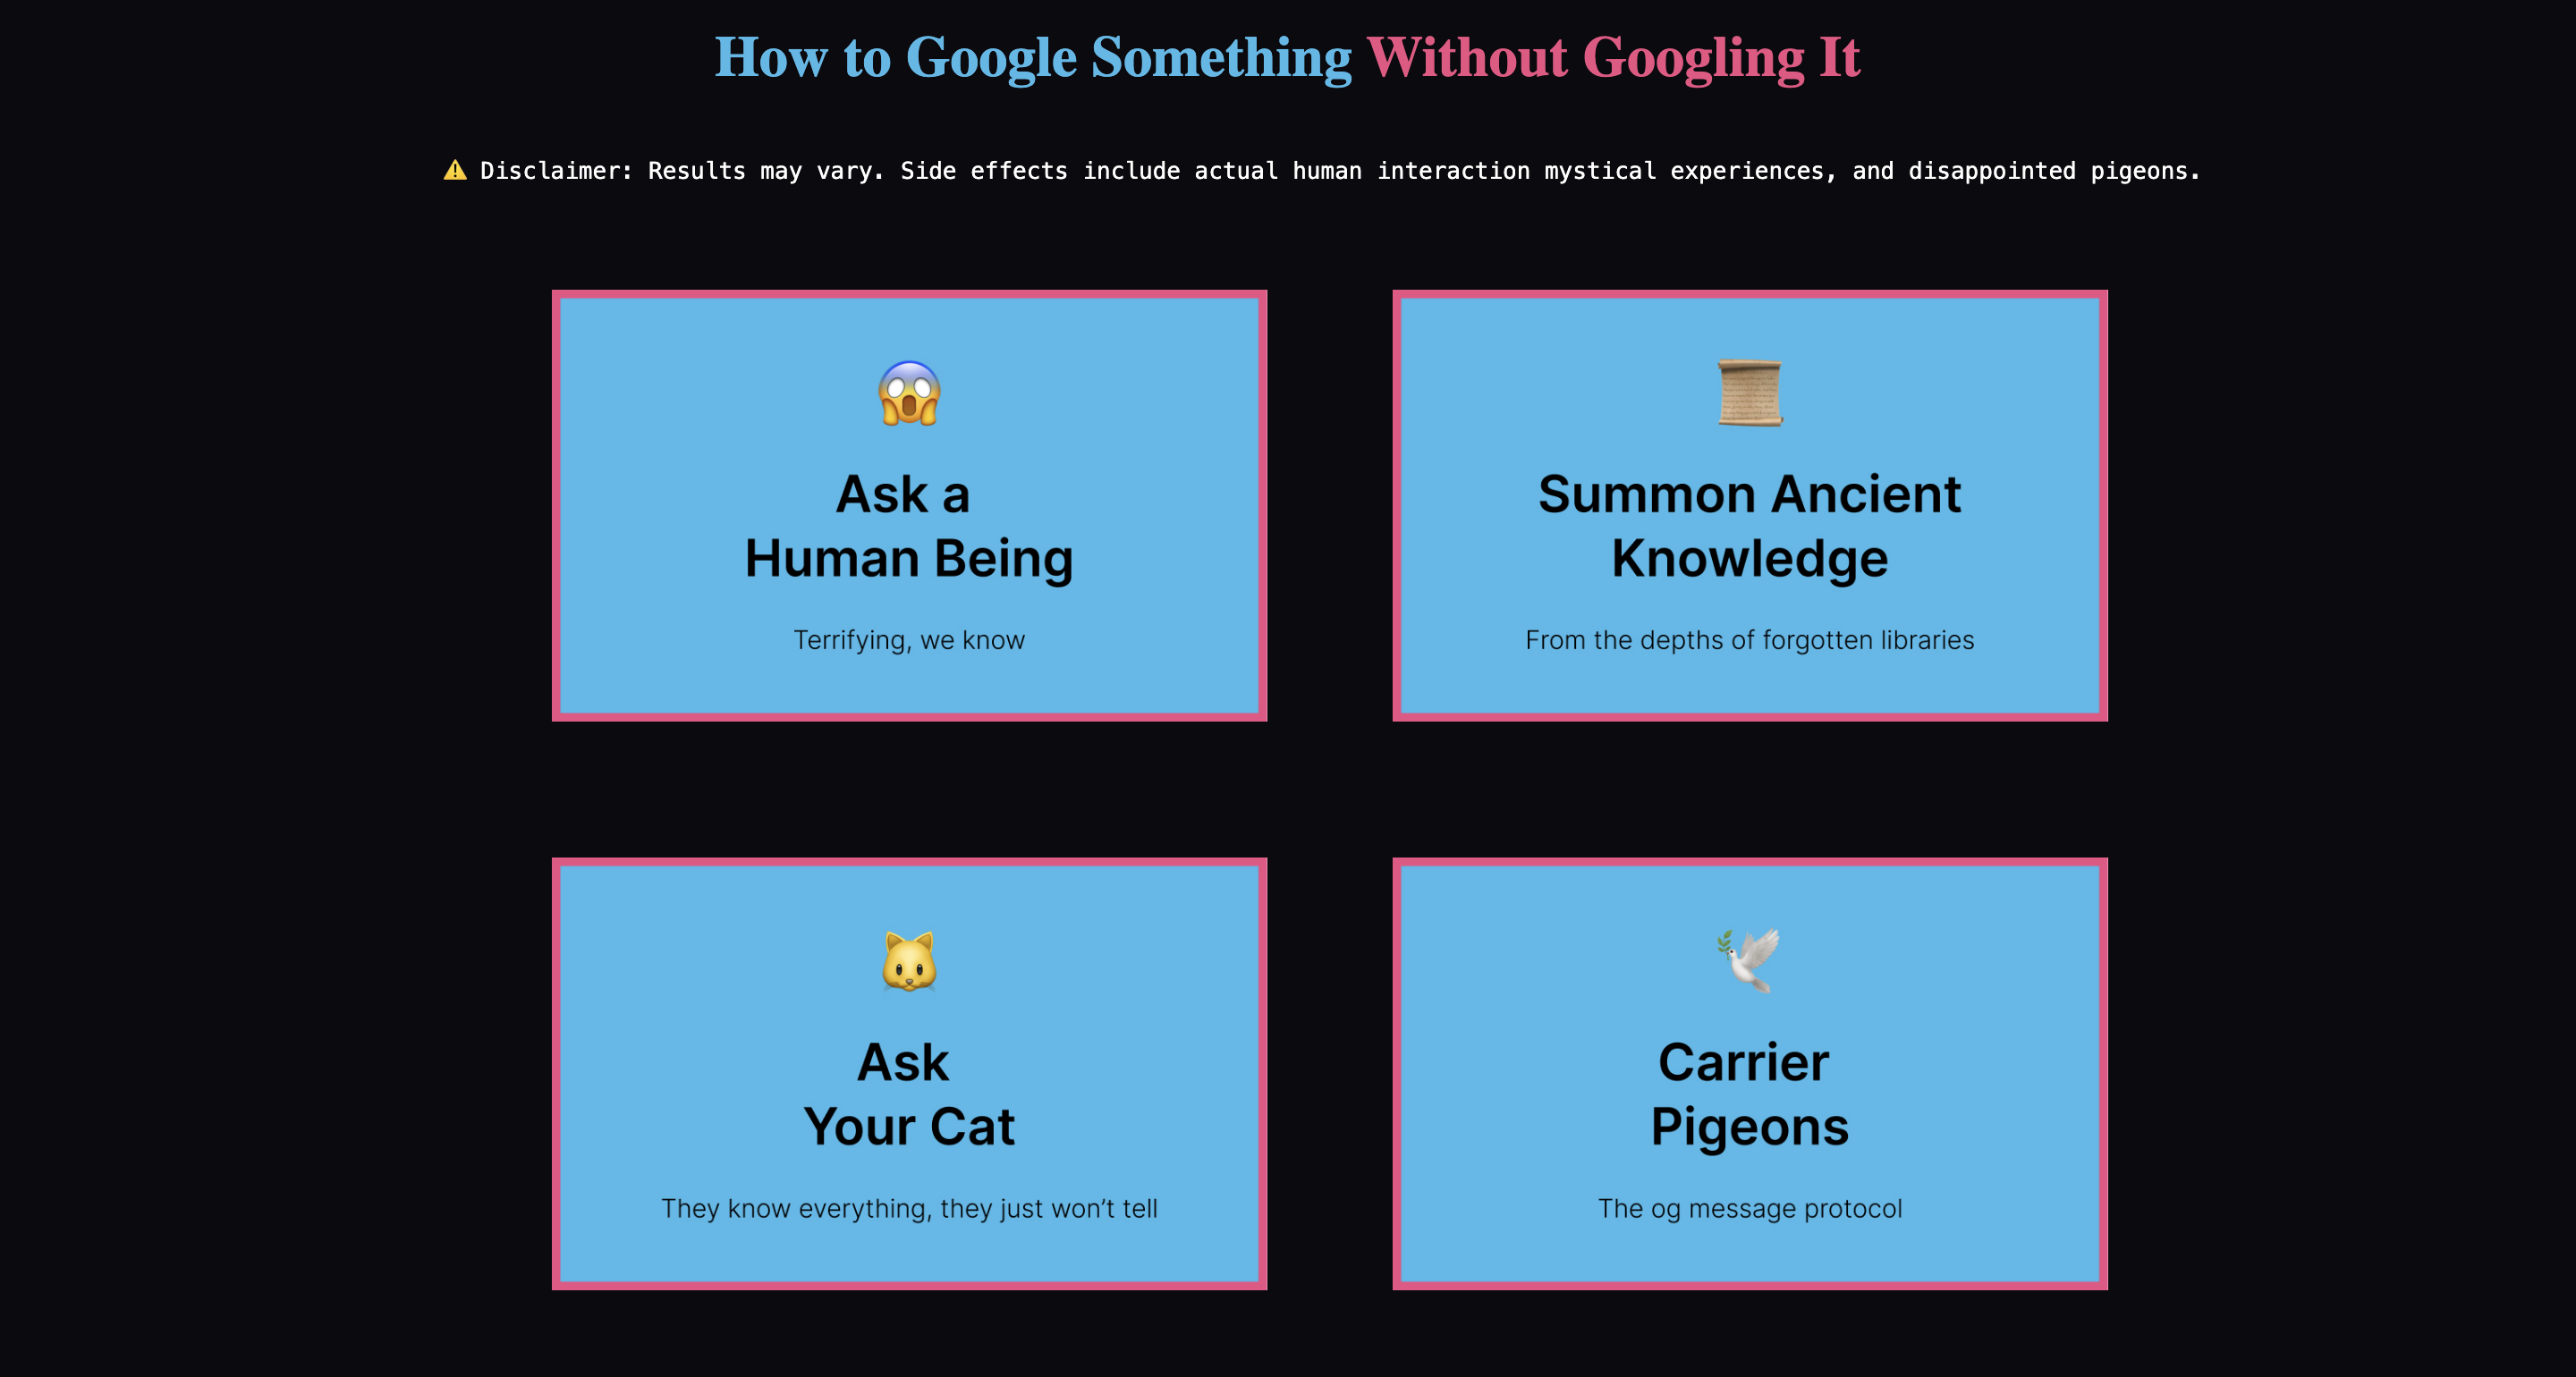 How to Google Something Without Googling It
⚠️ Disclaimer: Results may vary. Side effects include actual human interaction mystical experiences, and disappointed pigeons.
Ask a
Human Being
Terrifying, we know
Summon Ancient
Knowledge
From the depths of forgotten libraries
Ask
Your Cat
They know everything, they just won’t tell
Carrier
Pigeons
The og message protocol